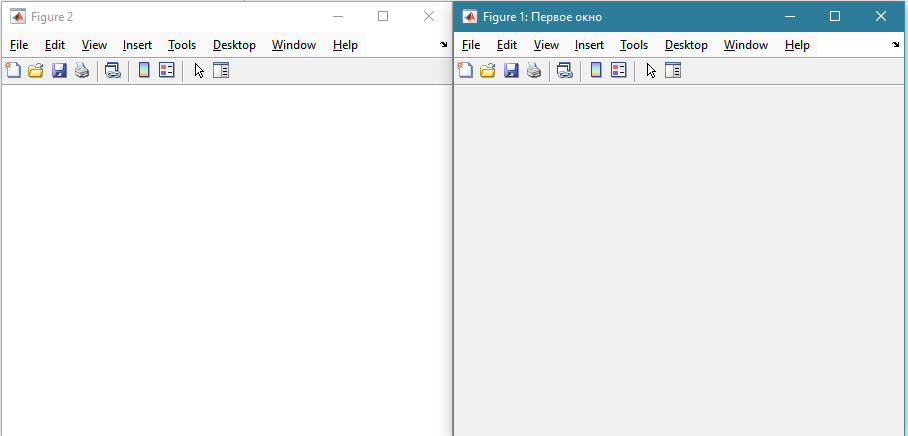 Figure 2
File Edit View Insert Tools Desktop Window Help
Figure 1: Первое окно
File Edit View Insert Tools Desktop Window Help